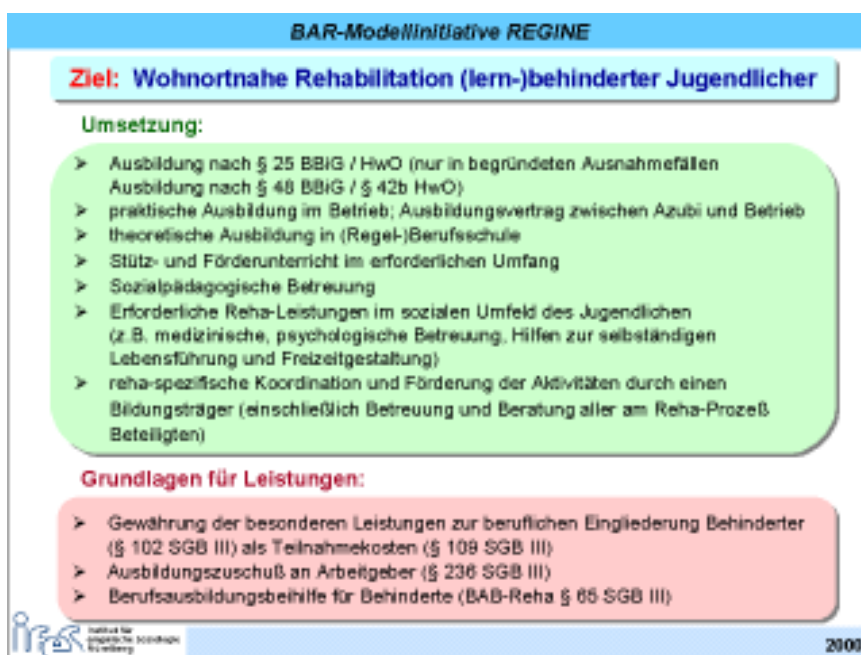 BAR-Modellinitiative REGINE
Ziel: Wohnortnahe Rehabilitation (lern-)behinderter Jugendlicher
Umsetzung:
➢ Ausbildung nach § 25 BBiG / HwO (nur in begründeten Ausnahmefällen
Ausbildung nach § 48 BBiG / § 42b HwO)
➢ praktische Ausbildung im Betrieb; Ausbildungsvertrag zwischen Azubi und Betrieb
➢ theoretische Ausbildung in (Regel-)Berufsschule
➢ Stütz- und Förderunterricht im erforderlichen Umfang
➢ Sozialpädagogische Betreuung
➢ Erforderliche Reha-Leistungen im sozialen Umfeld des Jugendlichen
(z.B. medizinische, psychologische Betreuung, Hilfen zur selbständigen
Lebensführung und Freizeitgestaltung)
➢ reha-spezifische Koordination und Förderung der Aktivitäten durch einen
Bildungsträger (einschließlich Betreuung und Beratung aller am Reha-Prozeß
Beteiligten)
Grundlagen für Leistungen:
➢ Gewährung der besonderen Leistungen zur beruflichen Eingliederung Behinderter
(§ 102 SGB III) als Teilnahmekosten (§ 109 SGB III)
➢ Ausbildungszuschuß an Arbeitgeber (§ 236 SGB III)
➢ Berufsausbildungsbeihilfe für Behinderte (BAB-Reha § 65 SGB III)
ifes
Institut für
empirische Soziologie
Nürnberg
2000